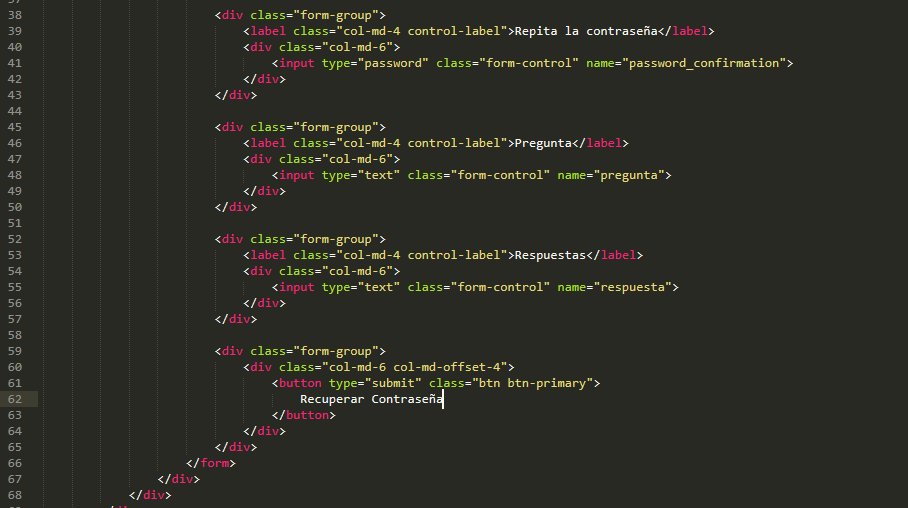 38 <div class="form-group">
39 <label class="col-md-4 control-label">Repita la contraseña</label>
40 <div class="col-md-6">
41 <input type="password" class="form-control" name="password_confirmation">
42 </div>
43 </div>
44
45 <div class="form-group">
46 <label class="col-md-4 control-label">Pregunta</label>
47 <div class="col-md-6">
48 <input type="text" class="form-control" name="pregunta">
49 </div>
50 </div>
51
52 <div class="form-group">
53 <label class="col-md-4 control-label">Respuestas</label>
54 <div class="col-md-6">
55 <input type="text" class="form-control" name="respuesta">
56 </div>
57 </div>
58
59 <div class="form-group">
60 <div class="col-md-6 col-md-offset-4">
61 <button type="submit" class="btn btn-primary">
62 Recuperar Contraseña
63 </button>
64 </div>
65 </div>
66 </form>
67 </div>
68 </div>